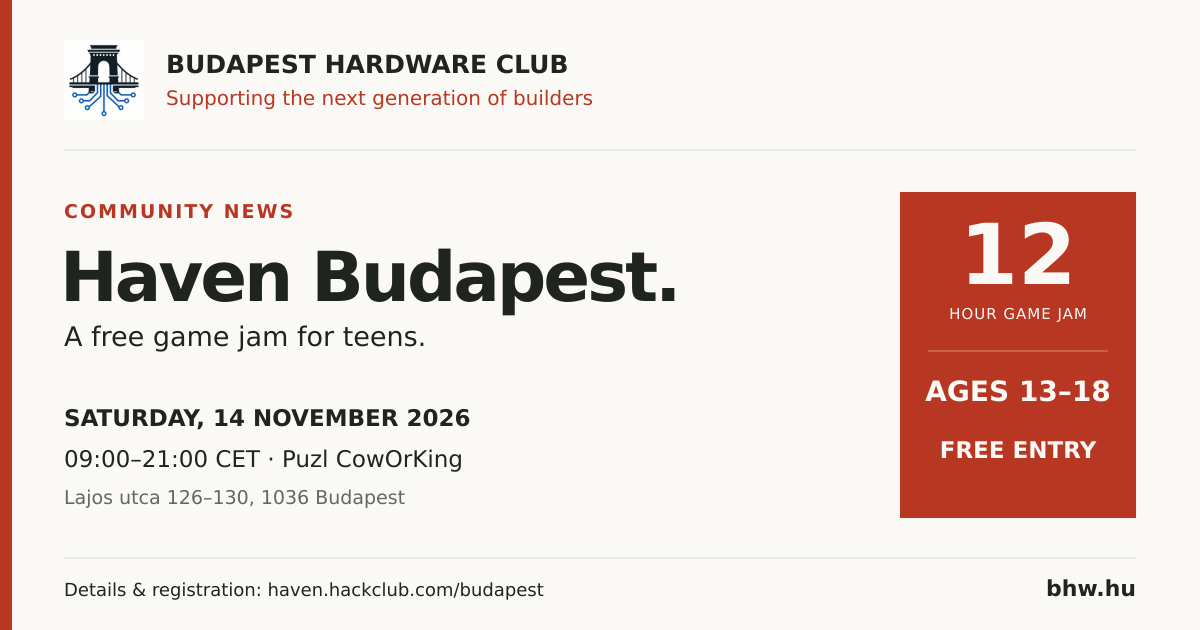 BUDAPEST HARDWARE CLUB
Supporting the next generation of builders
COMMUNITY NEWS
Haven Budapest.
A free game jam for teens.
SATURDAY, 14 NOVEMBER 2026
09:00–21:00 CET · Puzl CowOrKing
Lajos utca 126–130, 1036 Budapest
12
HOUR GAME JAM
AGES 13–18
FREE ENTRY
Details & registration: haven.hackclub.com/budapest
bhw.hu